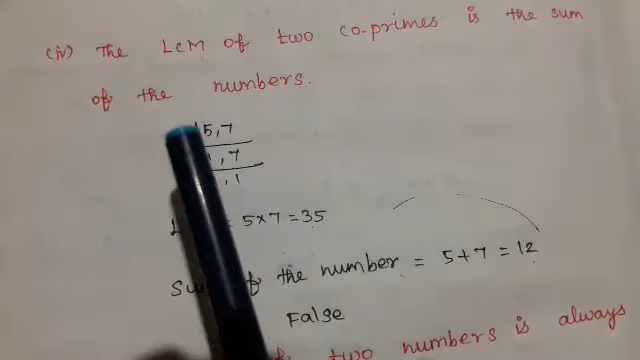 (iv) The LCM of two co-primes is the sum
of the numbers.
5,7
, 7
, 1
= 5×7 = 35
the number = 5+7 = 12
False
two numbers is always